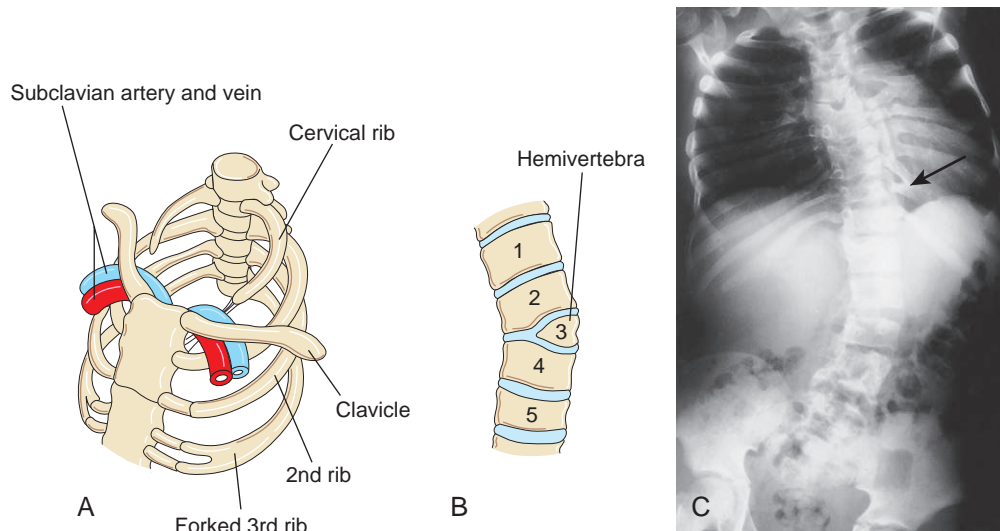 Subclavian artery and vein
Cervical rib
Clavicle
2nd rib
Forked 3rd rib
A
Hemivertebra
1
2
3
4
5
B
C